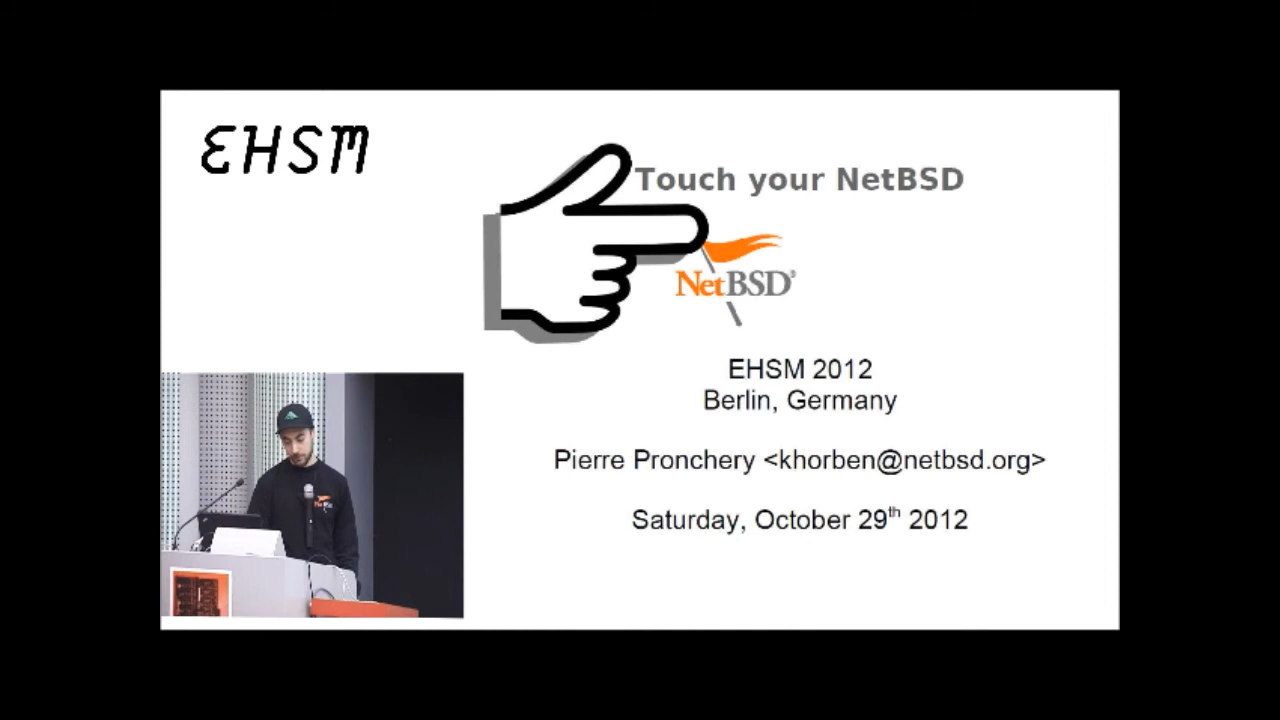 EHSM
Touch your NetBSD
NetBSD®
EHSM 2012
Berlin, Germany
Pierre Pronchery <khorben@netbsd.org>
Saturday, October 29th 2012